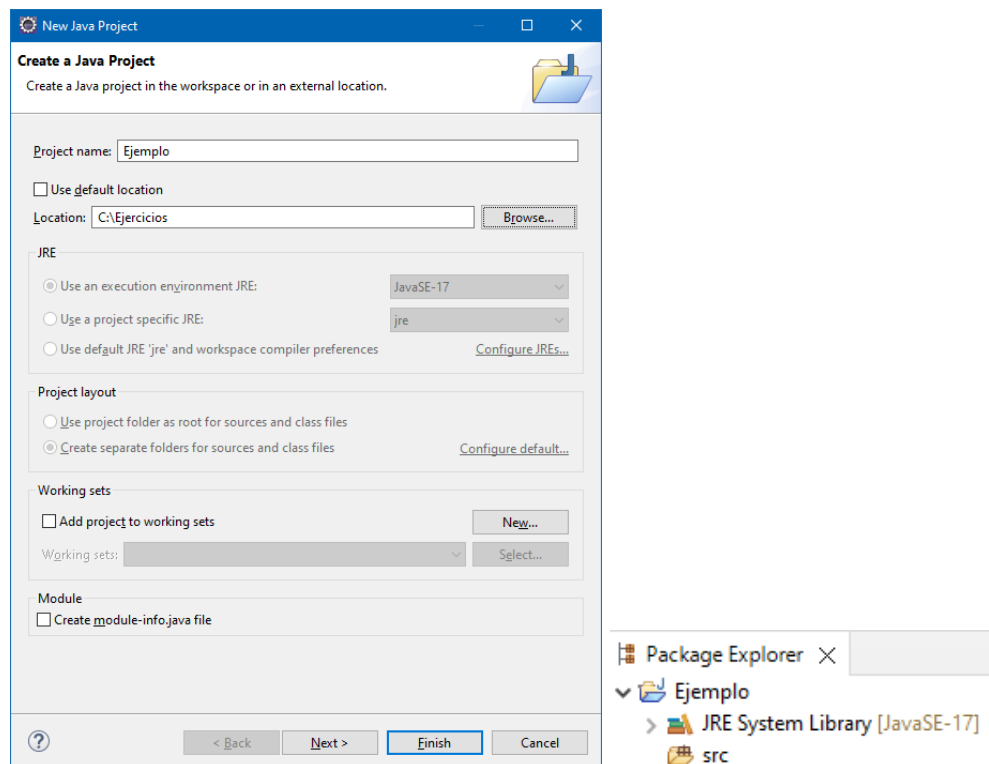 New Java Project
Create a Java Project
Create a Java project in the workspace or in an external location.
Project name: Ejemplo
Use default location
Location: C:\Ejercicios Browse...
JRE
Use an execution environment JRE: JavaSE-17
Use a project specific JRE: jre
Use default JRE 'jre' and workspace compiler preferences Configure JREs...
Project layout
Use project folder as root for sources and class files
Create separate folders for sources and class files Configure default...
Working sets
Add project to working sets New...
Working sets: Select...
Module
Create module-info.java file
? < Back Next > Finish Cancel
Package Explorer
Ejemplo
JRE System Library [JavaSE-17]
src